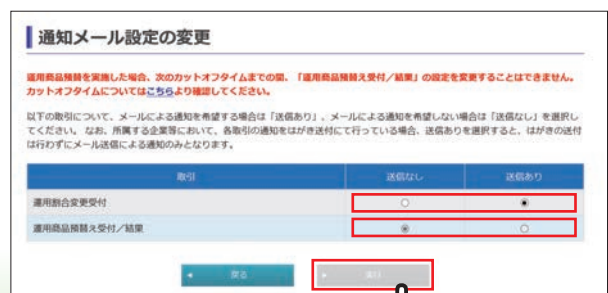 通知メール設定の変更
運用商品預替を実施した場合、次のカットオフタイムまでの間、「運用商品預替え受付／結果」の設定を変更することはできません。
カットオフタイムについてはこちらより確認してください。
以下の取引について、メールによる通知を希望する場合は「送信あり」、メールによる通知を希望しない場合は「送信なし」を選択し
てください。 なお、所属する企業等において、各取引の通知をはがき送付にて行っている場合、送信ありを選択すると、はがきの送付
は行わずにメール送信による通知のみとなります。
取引 送信なし 送信あり
運用割合変更受付
運用商品預替え受付／結果
戻る 実行